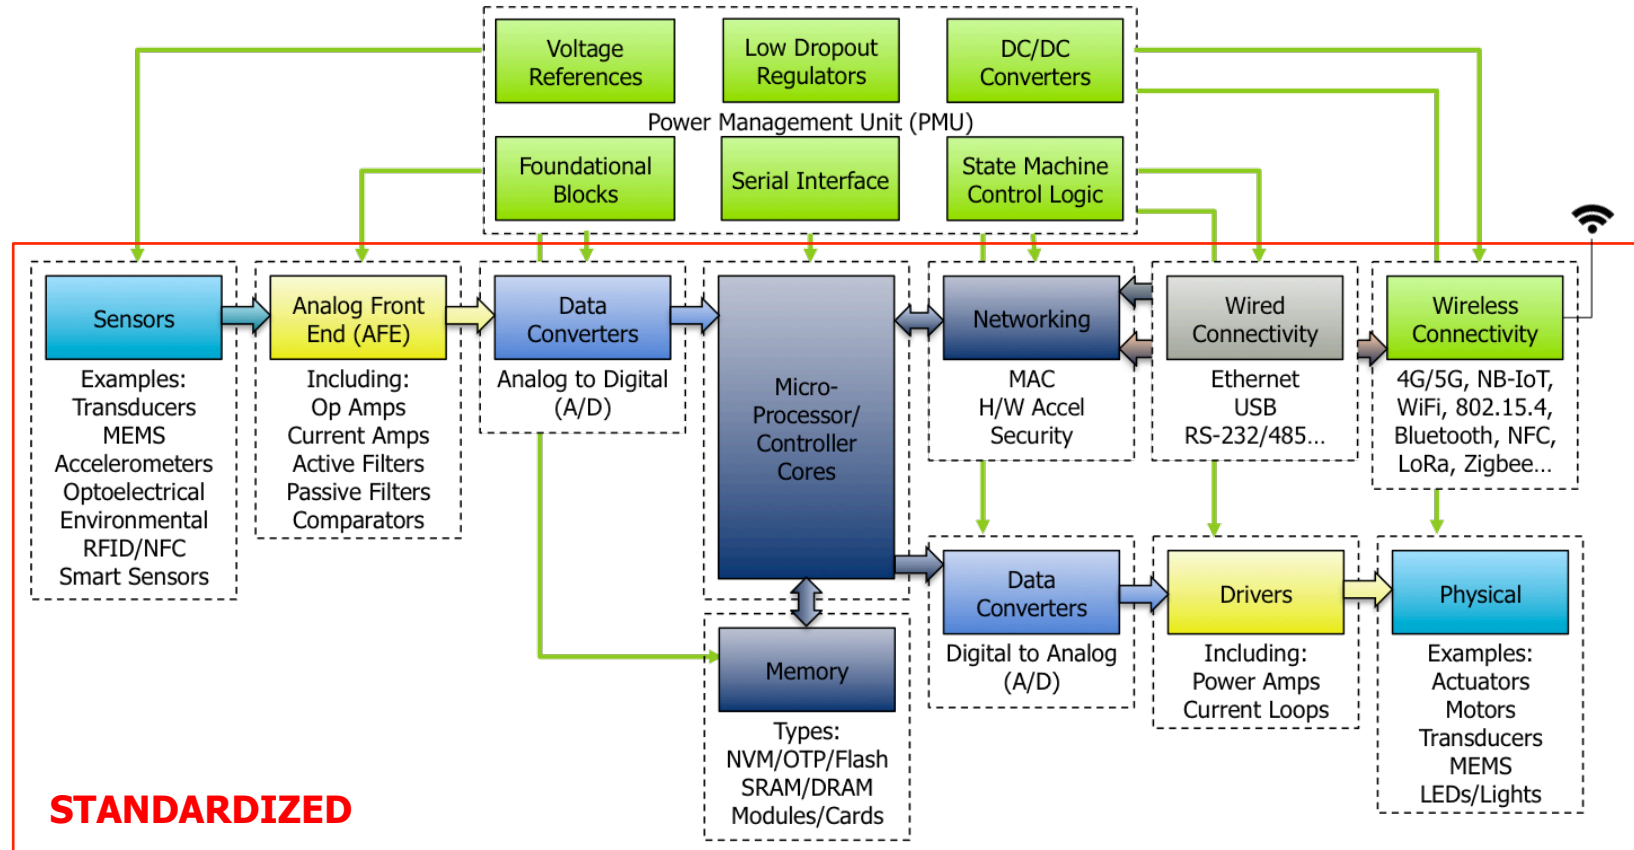 Voltage
References
Low Dropout
Regulators
DC/DC
Converters
Power Management Unit (PMU)
Foundational
Blocks
Serial Interface
State Machine
Control Logic
Sensors
Examples:
Transducers
MEMS
Accelerometers
Optoelectrical
Environmental
RFID/NFC
Smart Sensors
Analog Front
End (AFE)
Including:
Op Amps
Current Amps
Active Filters
Passive Filters
Comparators
Data
Converters
Analog to Digital
(A/D)
Micro-
Processor/
Controller
Cores
Networking
MAC
H/W Accel
Security
Wired
Connectivity
Ethernet
USB
RS-232/485...
Wireless
Connectivity
4G/5G, NB-IoT,
WiFi, 802.15.4,
Bluetooth, NFC,
LoRa, Zigbee...
Memory
Types:
NVM/OTP/Flash
SRAM/DRAM
Modules/Cards
Data
Converters
Digital to Analog
(A/D)
Drivers
Including:
Power Amps
Current Loops
Physical
Examples:
Actuators
Motors
Transducers
MEMS
LEDs/Lights
STANDARDIZED